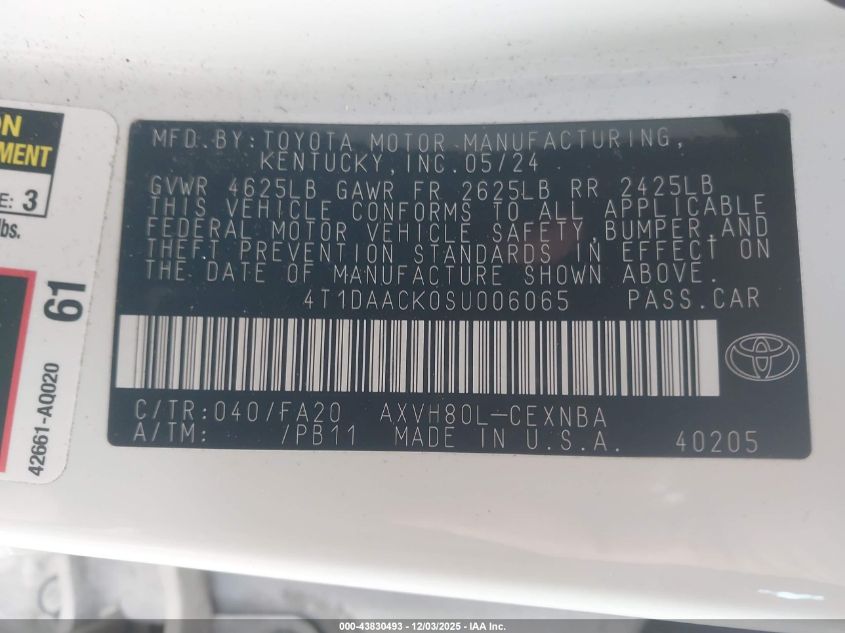 ON
EMENT
E: 3
lbs.
61
42661-AQ020
MFD.BY:TOYOTA MOTOR MANUFACTURING,
KENTUCKY,INC.05/24
GVWR 4625LB GAWR FR 2625LB RR 2425LB
THIS VEHICLE CONFORMS TO ALL APPLICABLE
FEDERAL MOTOR VEHICLE SAFETY,BUMPER,AND
THEFT PREVENTION STANDARDS IN EFFECT ON
THE DATE OF MANUFACTURE SHOWN ABOVE.
4T1DAACK0SU006065 PASS.CAR
C/TR:040/FA20 AXVH80L-CEXNBA
A/TM: /PB11 MADE IN U.S.A. 40205
000-43830493 - 12/03/2025 - IAA Inc.